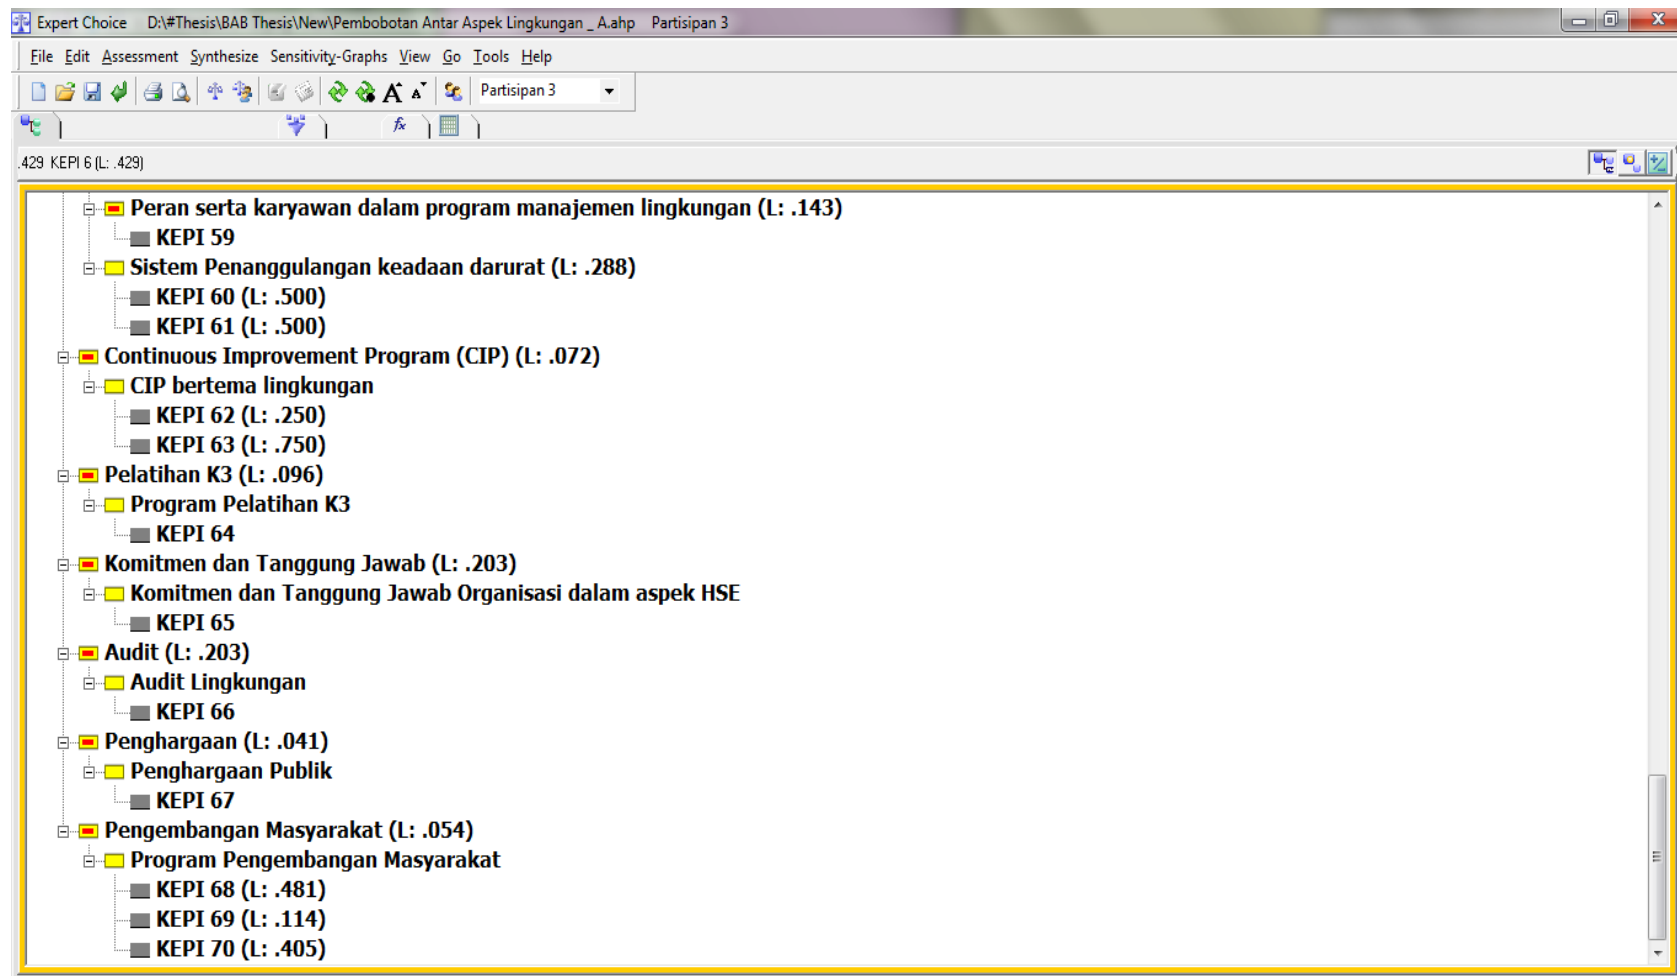 Expert Choice D:\#Thesis\BAB Thesis\New\Pembobotan Antar Aspek Lingkungan _ A.ahp Partisipan 3
File Edit Assessment Synthesize Sensitivity-Graphs View Go Tools Help
Partisipan 3
.429 KEPI 6 (L: .429)
Peran serta karyawan dalam program manajemen lingkungan (L: .143)
KEPI 59
Sistem Penanggulangan keadaan darurat (L: .288)
KEPI 60 (L: .500)
KEPI 61 (L: .500)
Continuous Improvement Program (CIP) (L: .072)
CIP bertema lingkungan
KEPI 62 (L: .250)
KEPI 63 (L: .750)
Pelatihan K3 (L: .096)
Program Pelatihan K3
KEPI 64
Komitmen dan Tanggung Jawab (L: .203)
Komitmen dan Tanggung Jawab Organisasi dalam aspek HSE
KEPI 65
Audit (L: .203)
Audit Lingkungan
KEPI 66
Penghargaan (L: .041)
Penghargaan Publik
KEPI 67
Pengembangan Masyarakat (L: .054)
Program Pengembangan Masyarakat
KEPI 68 (L: .481)
KEPI 69 (L: .114)
KEPI 70 (L: .405)